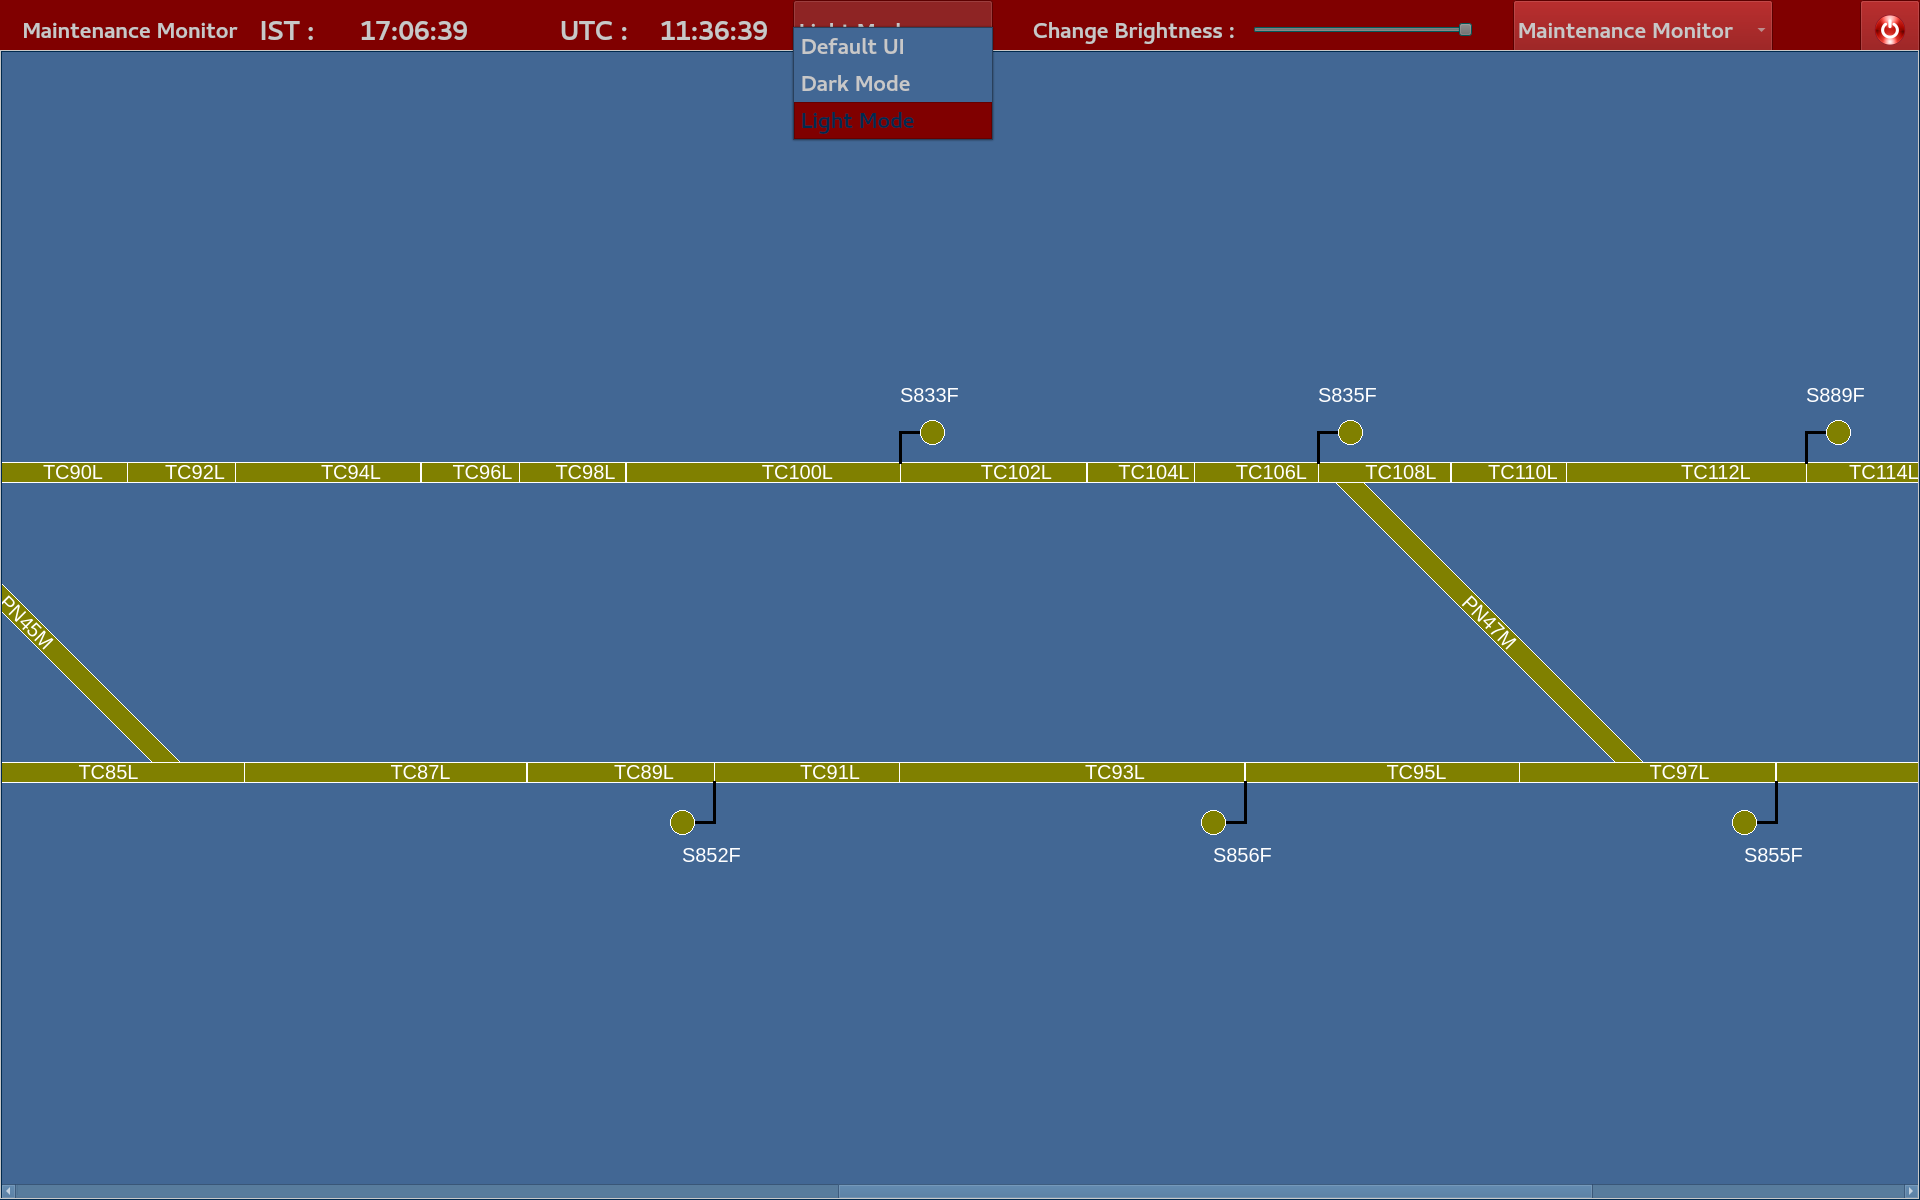 Maintenance Monitor IST : 17:06:39 UTC : 11:36:39 Light Mode Change Brightness : Maintenance Monitor
Default UI
Dark Mode
Light Mode
S833F S835F S889F
TC90L TC92L TC94L TC96L TC98L TC100L TC102L TC104L TC106L TC108L TC110L TC112L TC114L
PN45M PN47M
TC85L TC87L TC89L TC91L TC93L TC95L TC97L
S852F S856F S855F